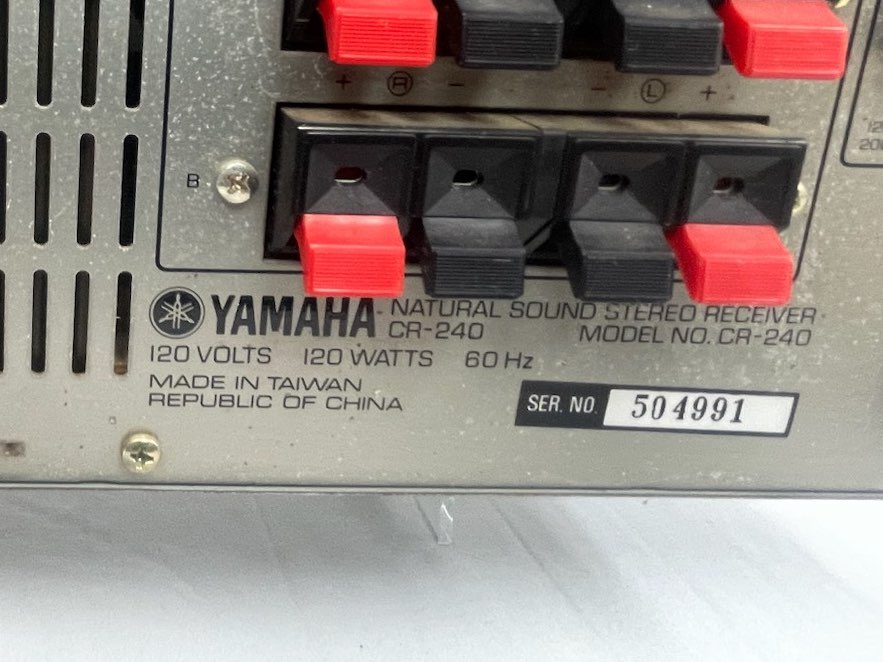 + R - - L +
B
YAMAHA NATURAL SOUND STEREO RECEIVER
CR-240 MODEL NO. CR-240
120 VOLTS 120 WATTS 60 Hz
MADE IN TAIWAN
REPUBLIC OF CHINA
SER. NO. 504991